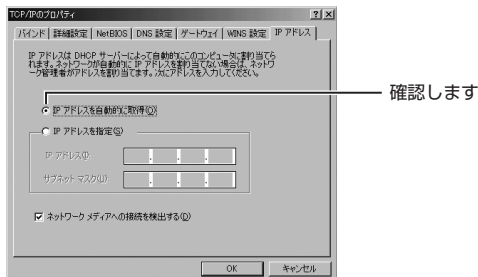 TCP/IPのプロパティ
バインド 詳細設定 NetBIOS DNS 設定 ゲートウェイ WINS 設定 IP アドレス
IP アドレスは DHCP サーバーによって自動的にこのコンピュータに割り当てら
れます。ネットワークが自動的に IP アドレスを割り当てない場合は、ネットワ
ーク管理者がアドレスを割り当てます。次にアドレスを入力してください。
確認します
IP アドレスを自動的に取得(O)
IP アドレスを指定(S)
IP アドレス(I):
サブネット マスク(U):
ネットワーク メディアへの接続を検出する(D)
OK キャンセル